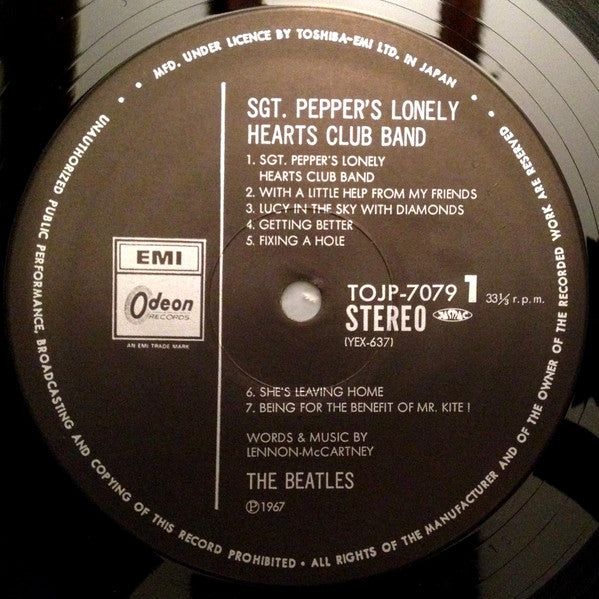 MFD. UNDER LICENCE BY TOSHIBA-EMI LTD. IN JAPAN
SGT. PEPPER'S LONELY
HEARTS CLUB BAND
1. SGT. PEPPER'S LONELY
HEARTS CLUB BAND
2. WITH A LITTLE HELP FROM MY FRIENDS
3. LUCY IN THE SKY WITH DIAMONDS
4. GETTING BETTER
5. FIXING A HOLE
EMI
Odeon
RECORDS
AN EMI TRADE MARK
TOJP-7079 1 33⅓ r.p.m.
STEREO JASRAC
(YEX-637)
6. SHE'S LEAVING HOME
7. BEING FOR THE BENEFIT OF MR. KITE !
WORDS & MUSIC BY
LENNON-McCARTNEY
THE BEATLES
Ⓟ1967
UNAUTHORIZED PUBLIC PERFORMANCE, BROADCASTING AND COPYING OF THIS RECORD PROHIBITED • ALL RIGHTS OF THE MANUFACTURER AND OF THE OWNER OF THE RECORDED WORK ARE RESERVED